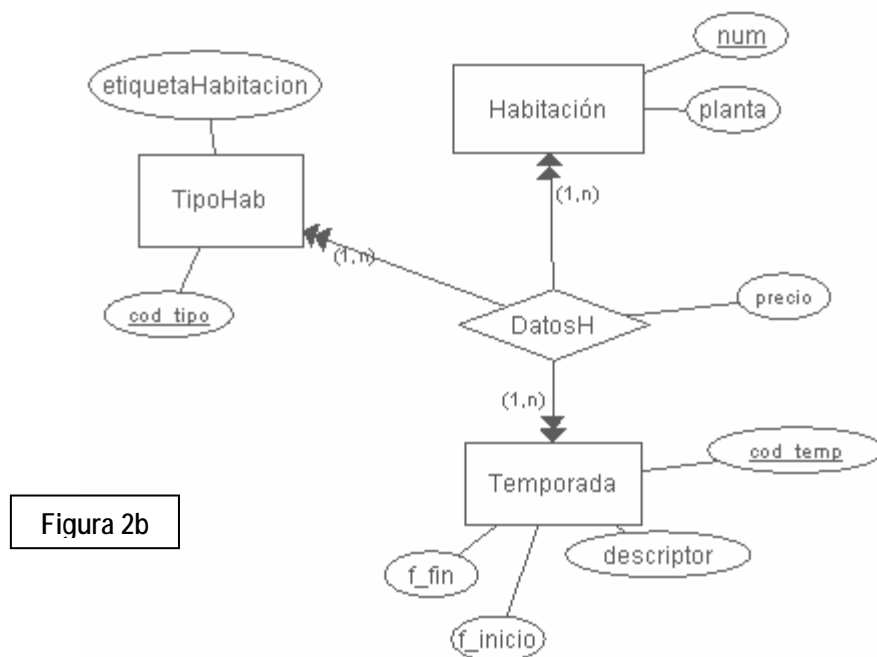 num
etiquetaHabitacion
Habitación
planta
TipoHab
(1,n)
(1,n)
cod_tipo
precio
DatosH
(1,n)
cod_temp
Temporada
Figura 2b
descriptor
f_fin
f_inicio